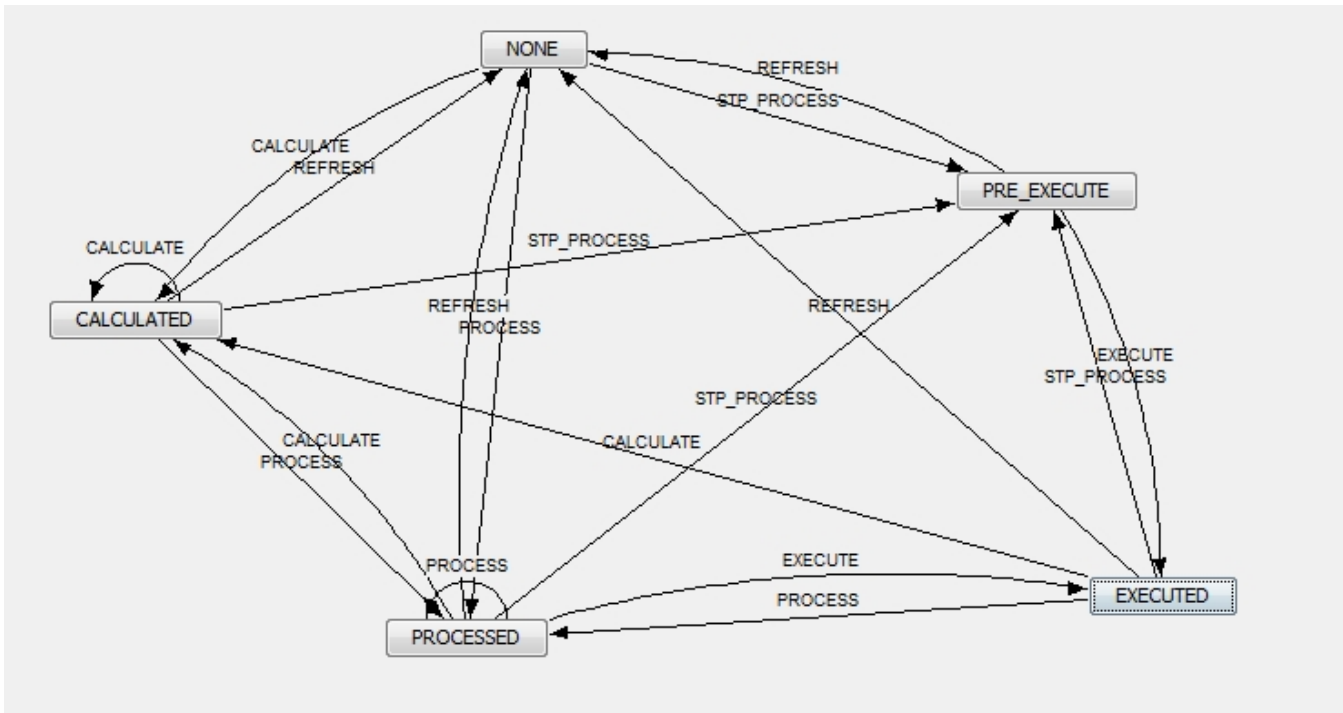 NONE
REFRESH
STP_PROCESS
CALCULATE
REFRESH
PRE_EXECUTE
STP_PROCESS
CALCULATE
CALCULATED
REFRESH
PROCESS
REFRESH
EXECUTE
STP_PROCESS
STP_PROCESS
CALCULATE
PROCESS
CALCULATE
PROCESS
EXECUTE
PROCESS
EXECUTED
PROCESSED